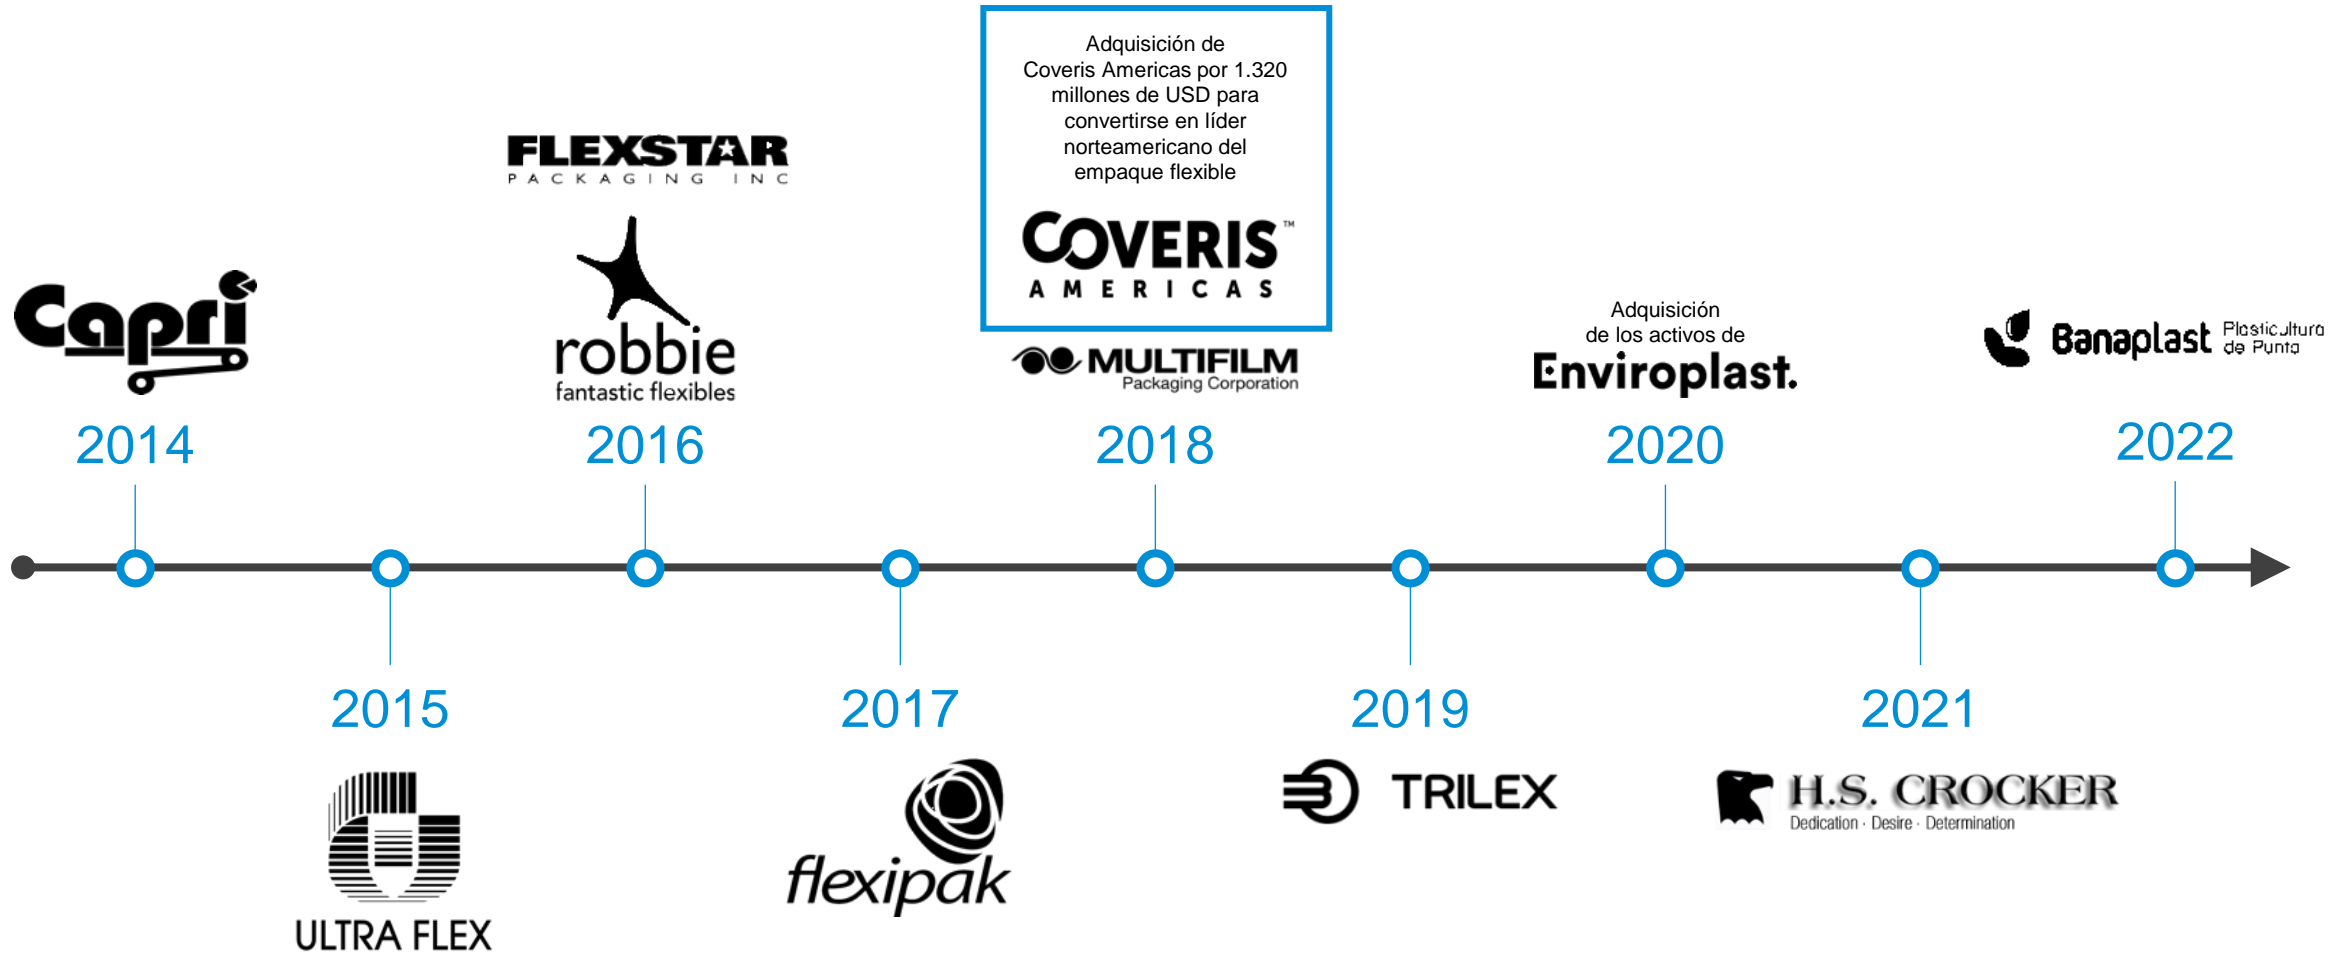 Adquisición de
Coveris Americas por 1.320
millones de USD para
convertirse en líder
norteamericano del
empaque flexible
COVERIS™
AMERICAS
FLEXSTAR
PACKAGING INC
robbie
fantastic flexibles
Capri
MULTIFILM
Packaging Corporation
Adquisición
de los activos de
Enviroplast.
Banaplast
Plasticultura
de Punta
2014
2016
2018
2020
2022
2015
2017
2019
2021
ULTRA FLEX
flexipak
TRILEX
H.S. CROCKER
Dedication · Desire · Determination